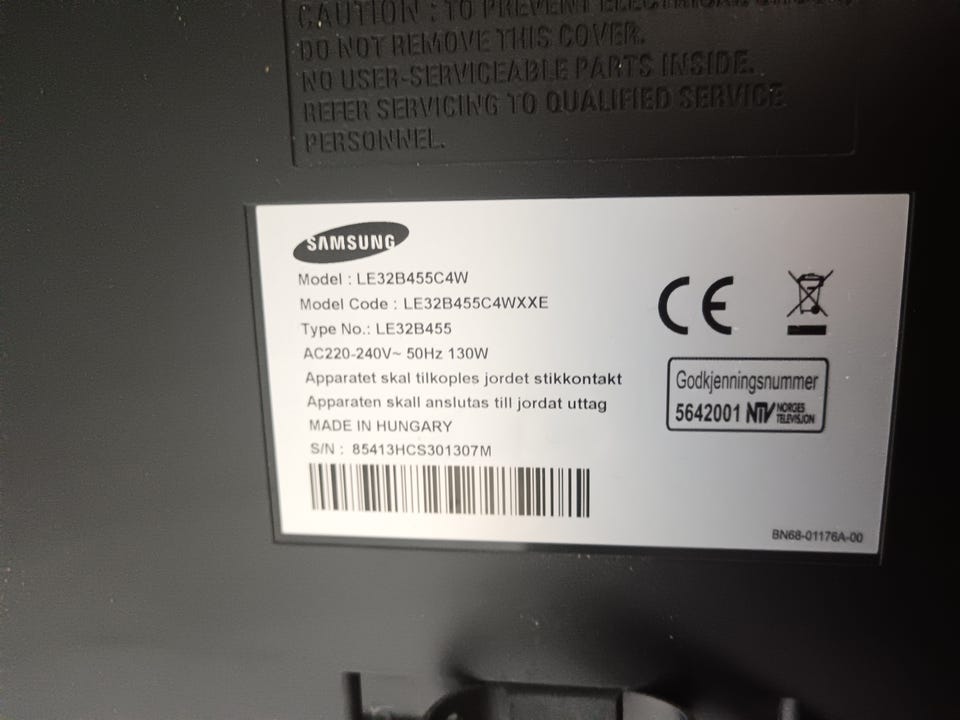 CAUTION : TO PREVENT ELECTRICAL
DO NOT REMOVE THIS COVER.
NO USER-SERVICEABLE PARTS INSIDE.
REFER SERVICING TO QUALIFIED SERVICE
PERSONNEL.
SAMSUNG
Model : LE32B455C4W
Model Code : LE32B455C4WXXE
Type No.: LE32B455
AC220-240V~ 50Hz 130W
Apparatet skal tilkoples jordet stikkontakt
Apparaten skall anslutas till jordat uttag
MADE IN HUNGARY
S/N : 85413HCS301307M
CE
Godkjenningsnummer
5642001 NTV NORGES
TELEVISJON
BN68-01176A-00